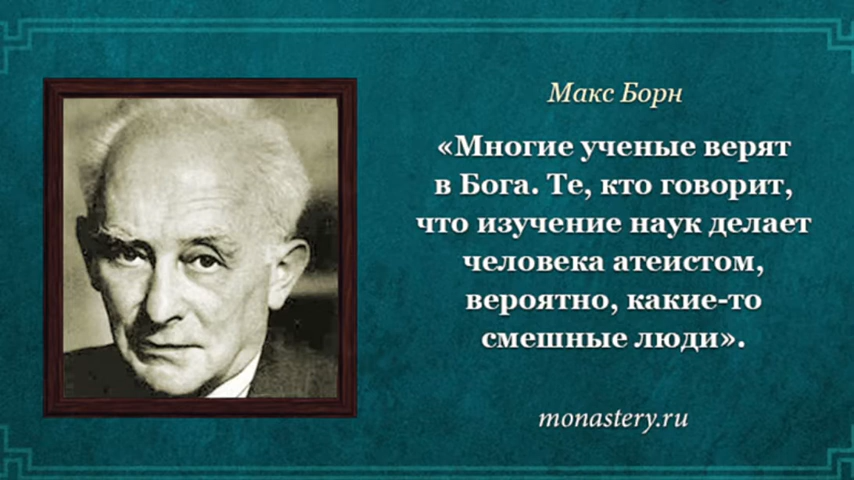 Макс Борн
«Многие ученые верят
в Бога. Те, кто говорит,
что изучение наук делает
человека атеистом,
вероятно, какие-то
смешные люди».
monastery.ru